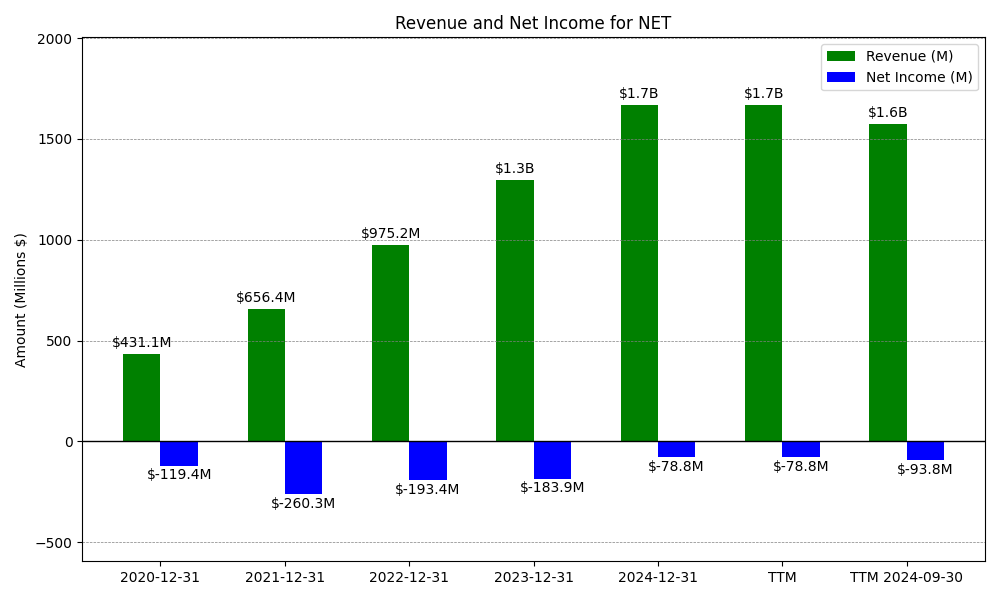 Revenue and Net Income for NET
Revenue (M)
Net Income (M)
Amount (Millions $)
2000
1500
1000
500
0
−500
$431.1M
$656.4M
$975.2M
$1.3B
$1.7B
$1.7B
$1.6B
$-119.4M
$-260.3M
$-193.4M
$-183.9M
$-78.8M
$-78.8M
$-93.8M
2020-12-31
2021-12-31
2022-12-31
2023-12-31
2024-12-31
TTM
TTM 2024-09-30